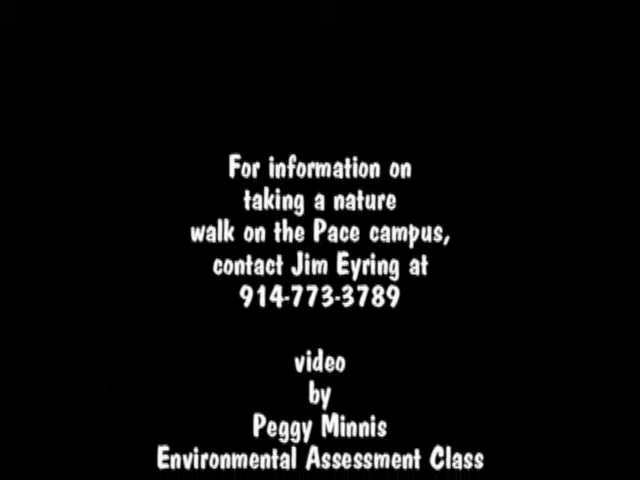 For information on
taking a nature
walk on the Pace campus,
contact Jim Eyring at
914-773-3789
video
by
Peggy Minnis
Environmental Assessment Class